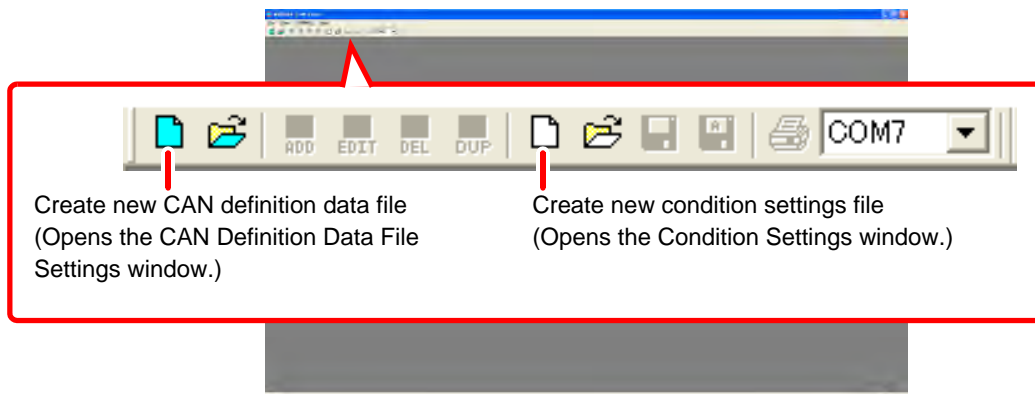 ADD EDIT DEL DUP A COM7
Create new CAN definition data file
(Opens the CAN Definition Data File
Settings window.)
Create new condition settings file
(Opens the Condition Settings window.)